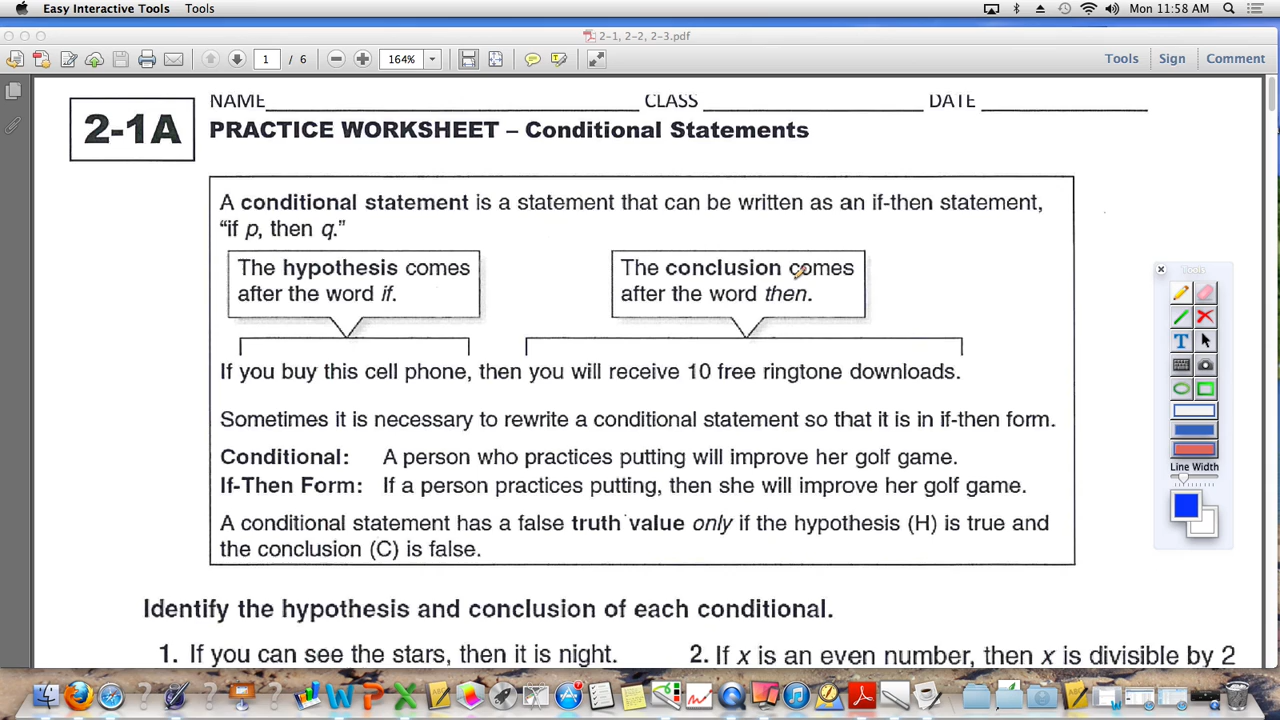 Easy Interactive Tools Tools Mon 11:58 AM
2-1, 2-2, 2-3.pdf
1 / 6 164% Tools Sign Comment
NAME CLASS DATE
2-1A PRACTICE WORKSHEET – Conditional Statements
A conditional statement is a statement that can be written as an if-then statement,
“if p, then q.”
The hypothesis comes
after the word if.
The conclusion comes
after the word then.
If you buy this cell phone, then you will receive 10 free ringtone downloads.
Sometimes it is necessary to rewrite a conditional statement so that it is in if-then form.
Conditional: A person who practices putting will improve her golf game.
If-Then Form: If a person practices putting, then she will improve her golf game.
A conditional statement has a false truth value only if the hypothesis (H) is true and
the conclusion (C) is false.
Identify the hypothesis and conclusion of each conditional.
1. If you can see the stars, then it is night.
2. If x is an even number, then x is divisible by 2
Tools
T
Line Width